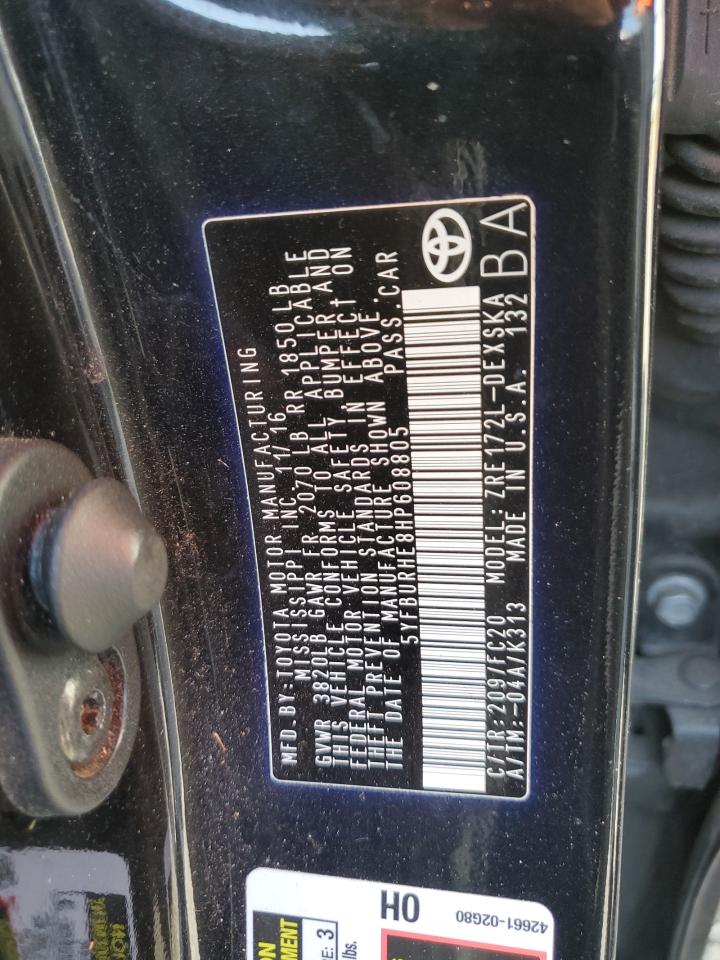 MFD.BY:TOYOTA MOTOR MANUFACTURING
MISSISSIPPI INC. 11/16
GVWR 3820LB GAWR FR 2070 LB RR 1850 LB
THIS VEHICLE CONFORMS TO ALL APPLICABLE
FEDERAL MOTOR VEHICLE SAFETY, BUMPER, AND
THEFT PREVENTION STANDARDS IN EFFECT ON
THE DATE OF MANUFACTURE SHOWN ABOVE.
5YFBURHE8HP608805 PASS.CAR
C/TR:209/FC20 MODEL:ZRE172L-DEXSKA
A/TM:-04A/K313 MADE IN U.S.A. 132
BA
OH
42661-02G80
3
lbs.